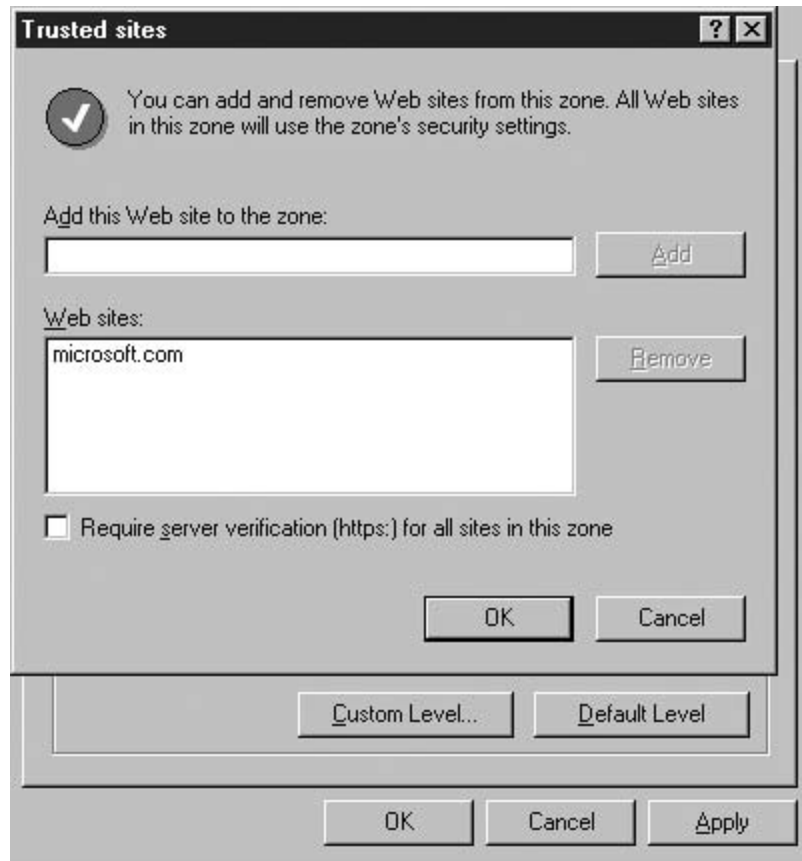 Trusted sites
You can add and remove Web sites from this zone. All Web sites
in this zone will use the zone's security settings.
Add this Web site to the zone:
Add
Web sites:
microsoft.com
Remove
Require server verification (https:) for all sites in this zone
OK
Cancel
Custom Level...
Default Level
OK
Cancel
Apply